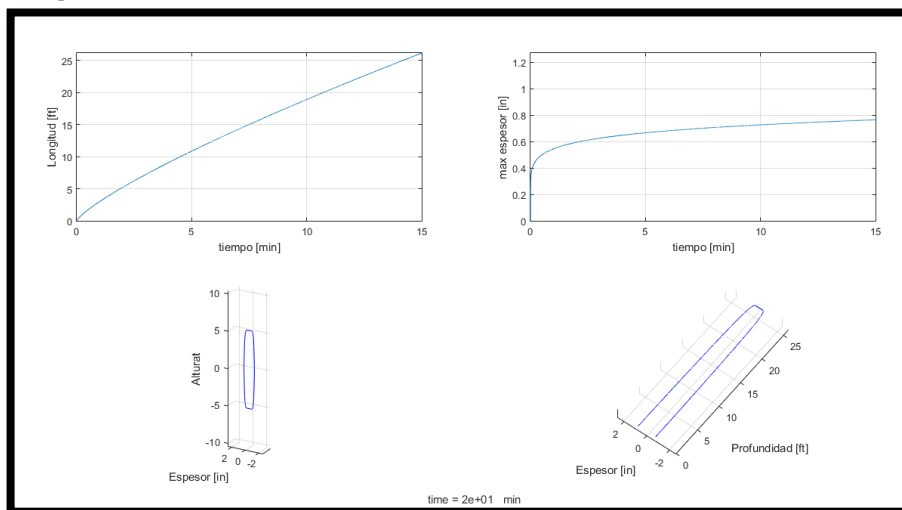 25
20
15
10
5
0
Longitud [ft]
0 5 10 15
tiempo [min]
1.2
1
0.8
0.6
0.4
0.2
0
max espesor [in]
0 5 10 15
tiempo [min]
10
5
0
-5
-10
Alturat
2 0 -2
Espesor [in]
25
20
15
10
5
0
Profundidad [ft]
2
0
-2
Espesor [in]
time = 2e+01 min